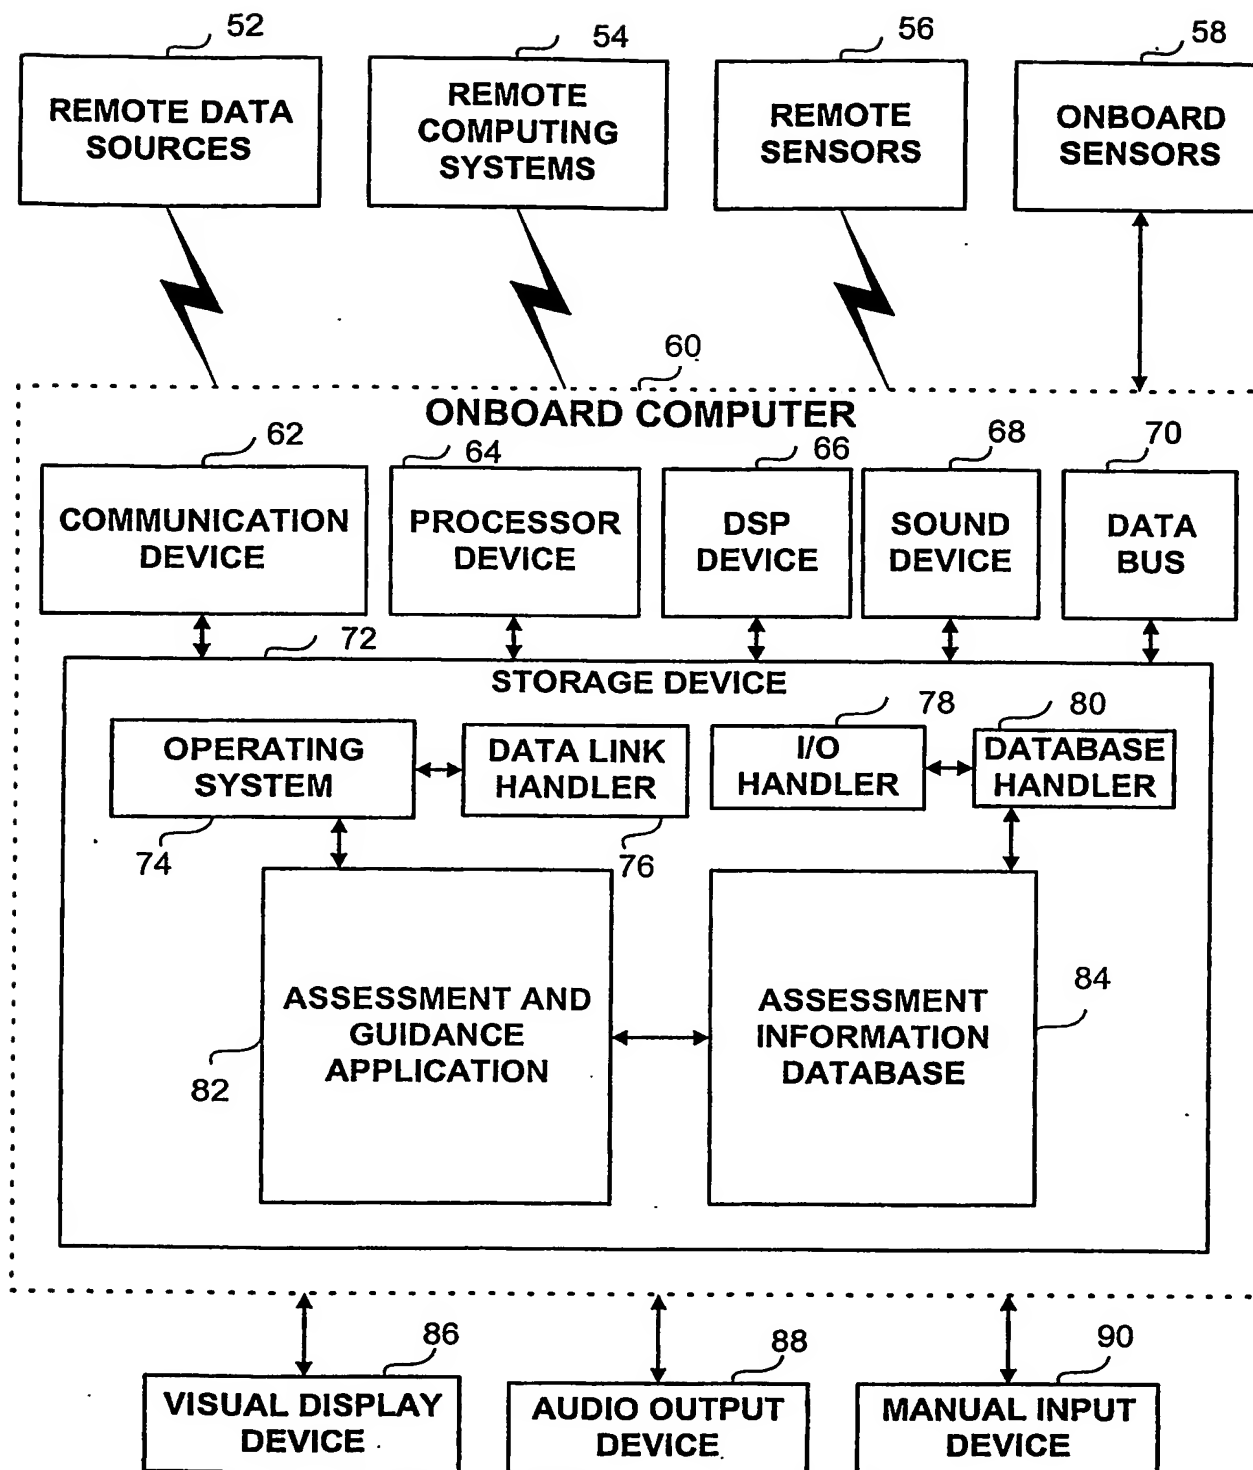 52
54
56
58
REMOTE DATA
SOURCES
REMOTE
COMPUTING
SYSTEMS
REMOTE
SENSORS
ONBOARD
SENSORS
60
ONBOARD COMPUTER
62
64
66
68
70
COMMUNICATION
DEVICE
PROCESSOR
DEVICE
DSP
DEVICE
SOUND
DEVICE
DATA
BUS
72
STORAGE DEVICE
78
80
OPERATING
SYSTEM
DATA LINK
HANDLER
I/O
HANDLER
DATABASE
HANDLER
74
76
ASSESSMENT AND
GUIDANCE
APPLICATION
82
ASSESSMENT
INFORMATION
DATABASE
84
86
88
90
VISUAL DISPLAY
DEVICE
AUDIO OUTPUT
DEVICE
MANUAL INPUT
DEVICE